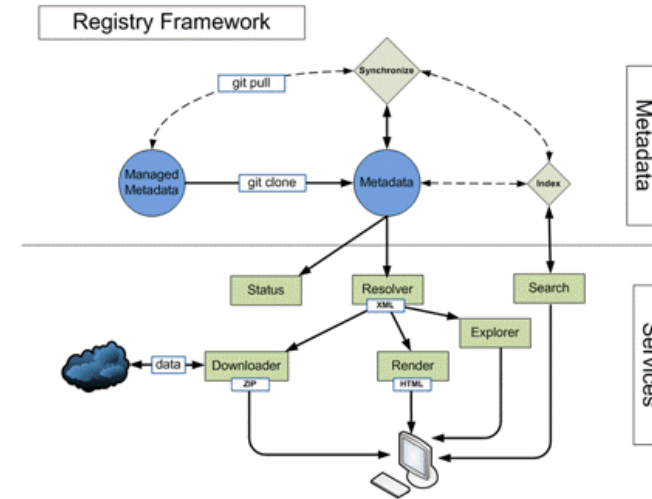 Registry Framework
Synchronize
git pull
Managed
Metadata
git clone
Metadata
Index
Metadata
Status
Resolver
XML
Search
Explorer
data
Downloader
ZIP
Render
HTML
Services